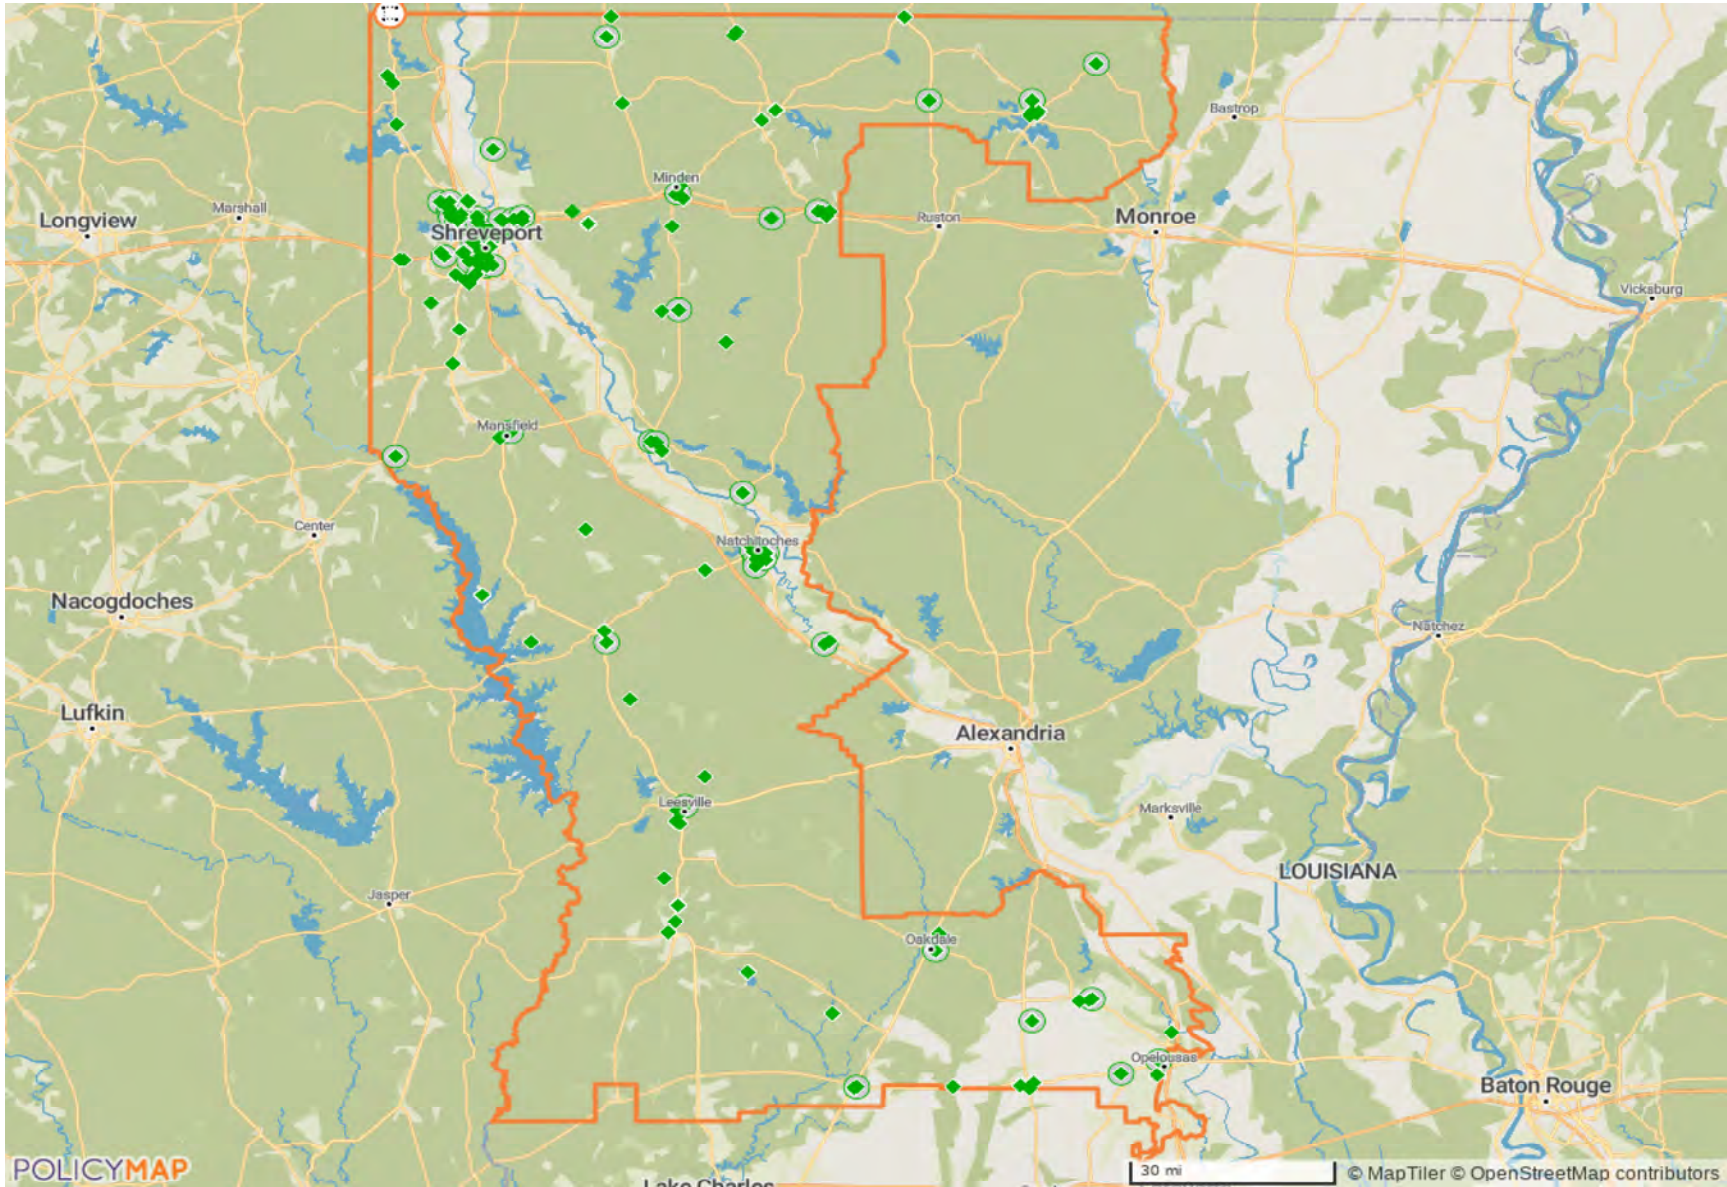 Bastrop
Minden
Longview
Marshall
Ruston
Monroe
Shreveport
Vicksburg
Mansfield
Center
Natchitoches
Nacogdoches
Natchez
Lufkin
Alexandria
Leesville
Marksville
LOUISIANA
Jasper
Oakdale
Opelousas
Baton Rouge
POLICYMAP
30 mi
© MapTiler © OpenStreetMap contributors
Lake Charles